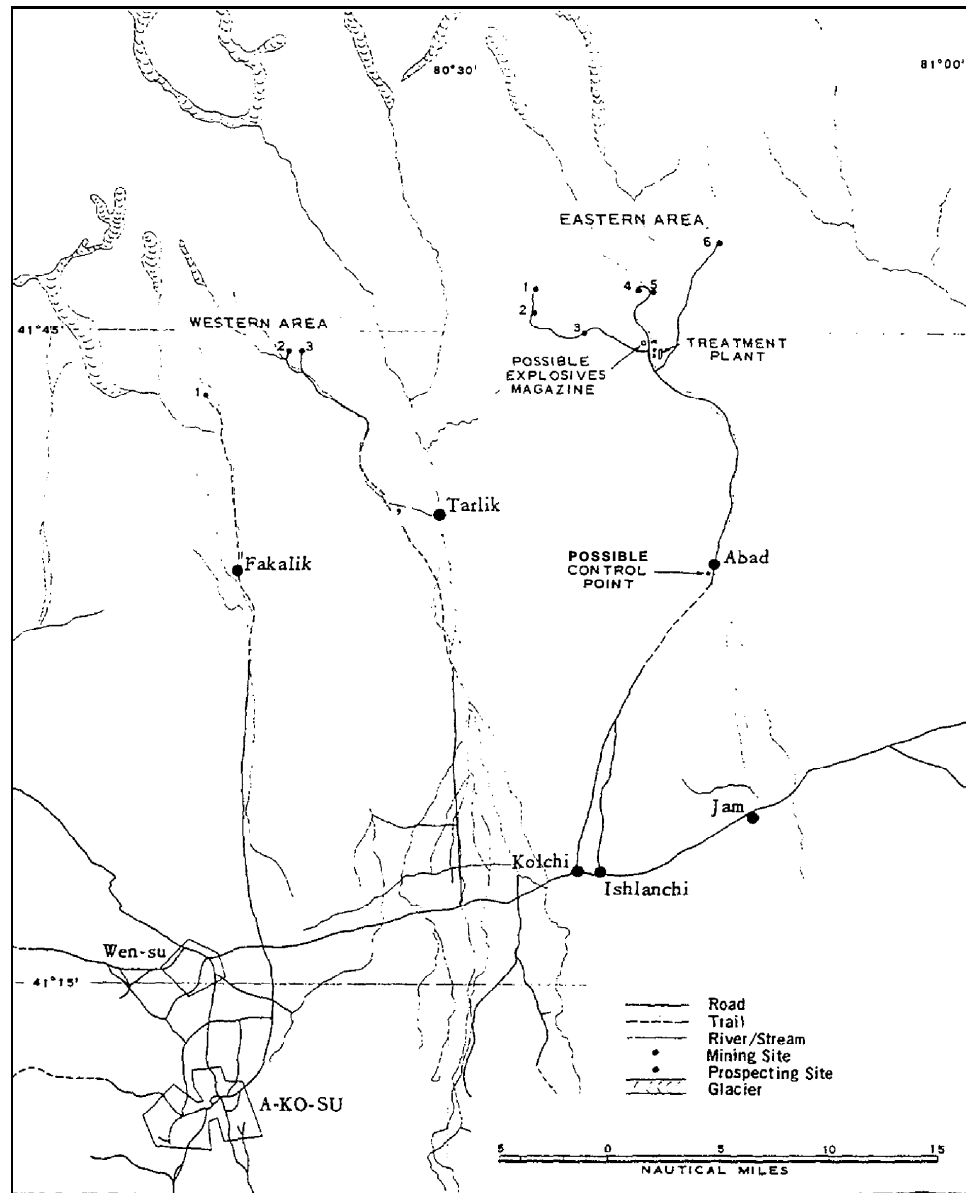 80°30'
81°00'
EASTERN AREA
6
1
4
5
2
3
41°45'
WESTERN AREA
2
3
TREATMENT
PLANT
POSSIBLE
EXPLOSIVES
MAGAZINE
1
Tarlik
Fakalik
POSSIBLE
CONTROL
POINT
Abad
Jam
Kolchi
Ishlanchi
Wen-su
41°15'
Road
Trail
River/Stream
Mining Site
Prospecting Site
Glacier
A-KO-SU
5 0 5 10 15
NAUTICAL MILES